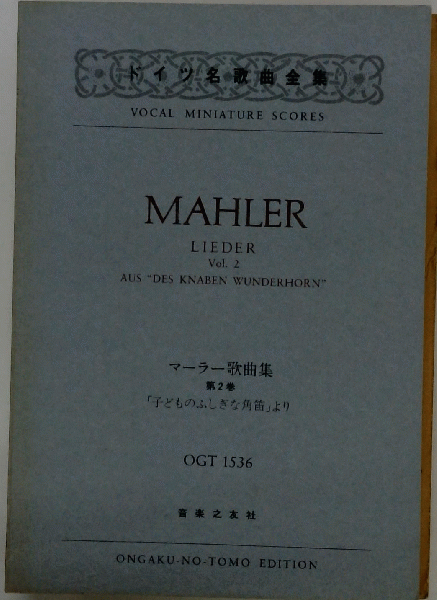 ドイツ名歌曲全集
VOCAL MINIATURE SCORES
MAHLER
LIEDER
Vol. 2
AUS “DES KNABEN WUNDERHORN”
マーラー歌曲集
第2巻
「子どものふしぎな角笛」より
OGT 1536
音楽之友社
ONGAKU-NO-TOMO EDITION